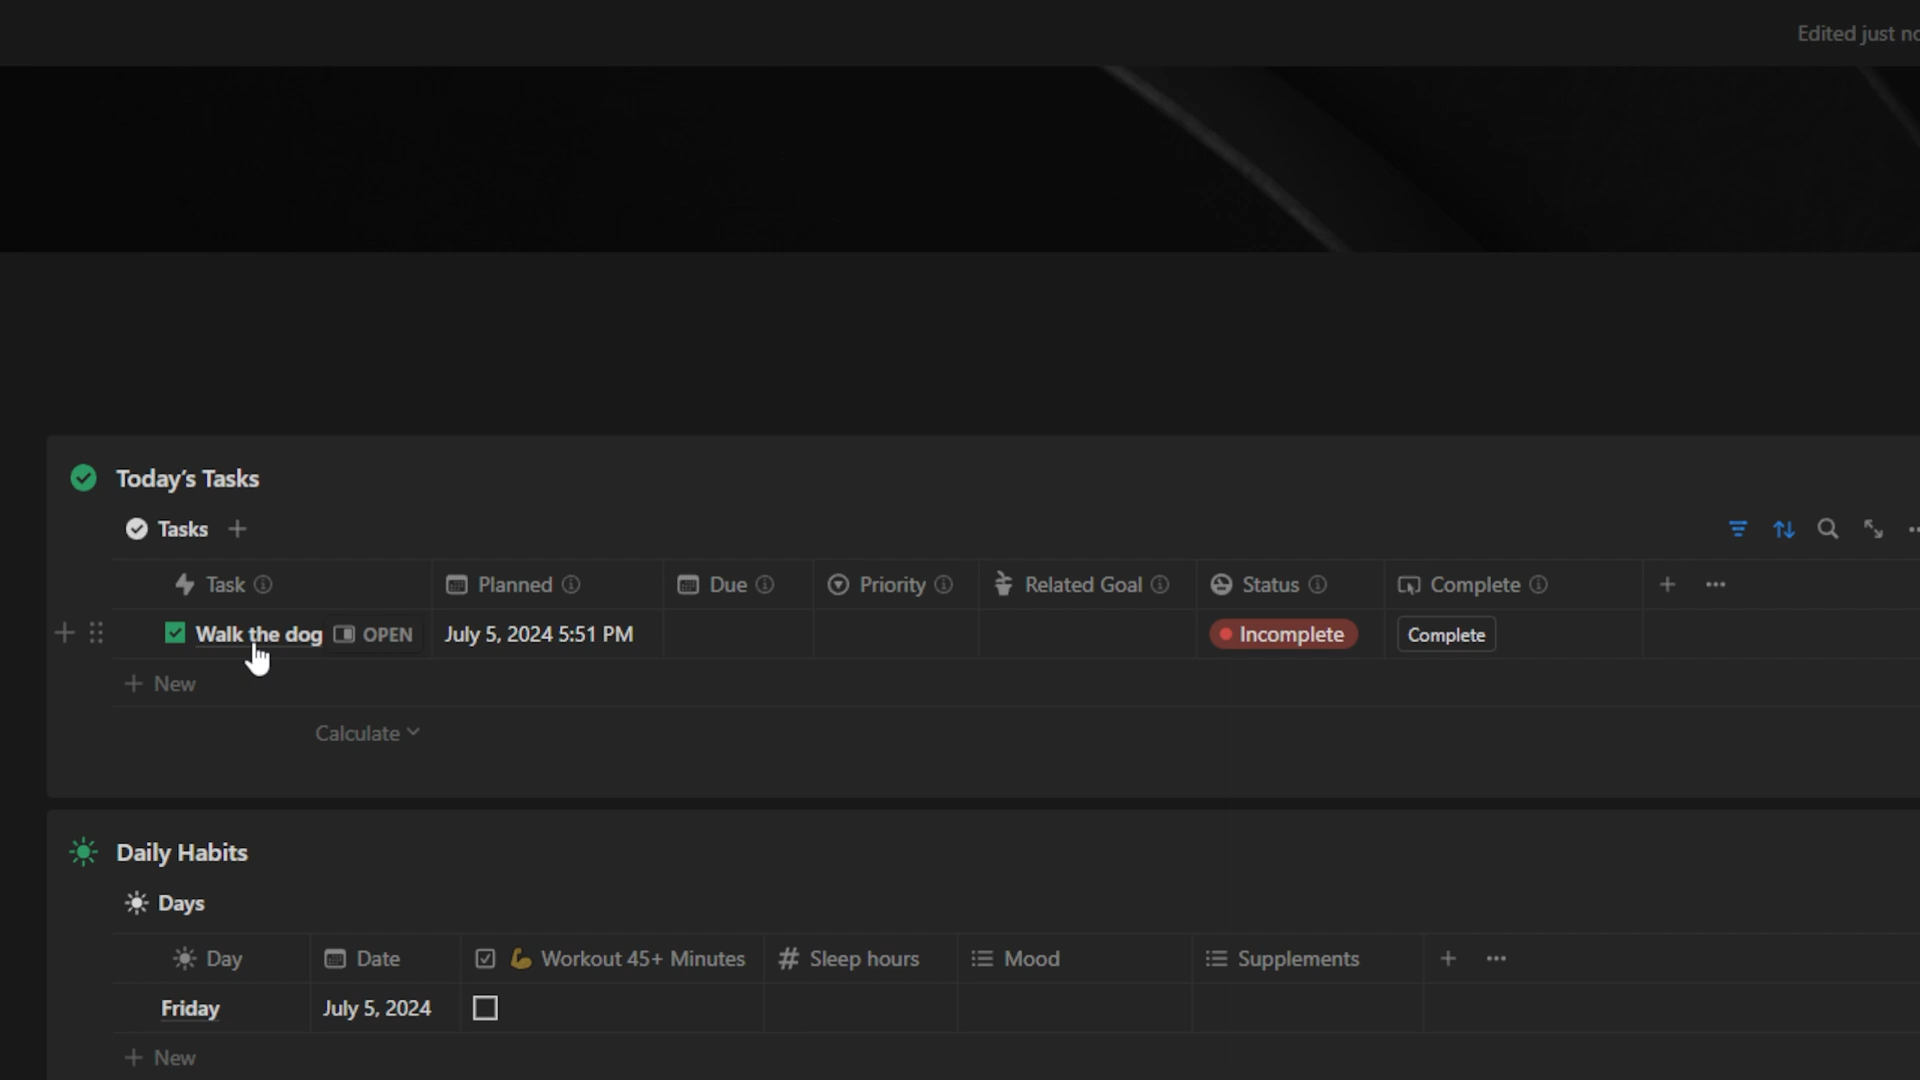 Edited just no
Today's Tasks
Tasks
Task Planned Due Priority Related Goal Status Complete
Walk the dog OPEN July 5, 2024 5:51 PM Incomplete Complete
New
Calculate
Daily Habits
Days
Day Date Workout 45+ Minutes Sleep hours Mood Supplements
Friday July 5, 2024
New